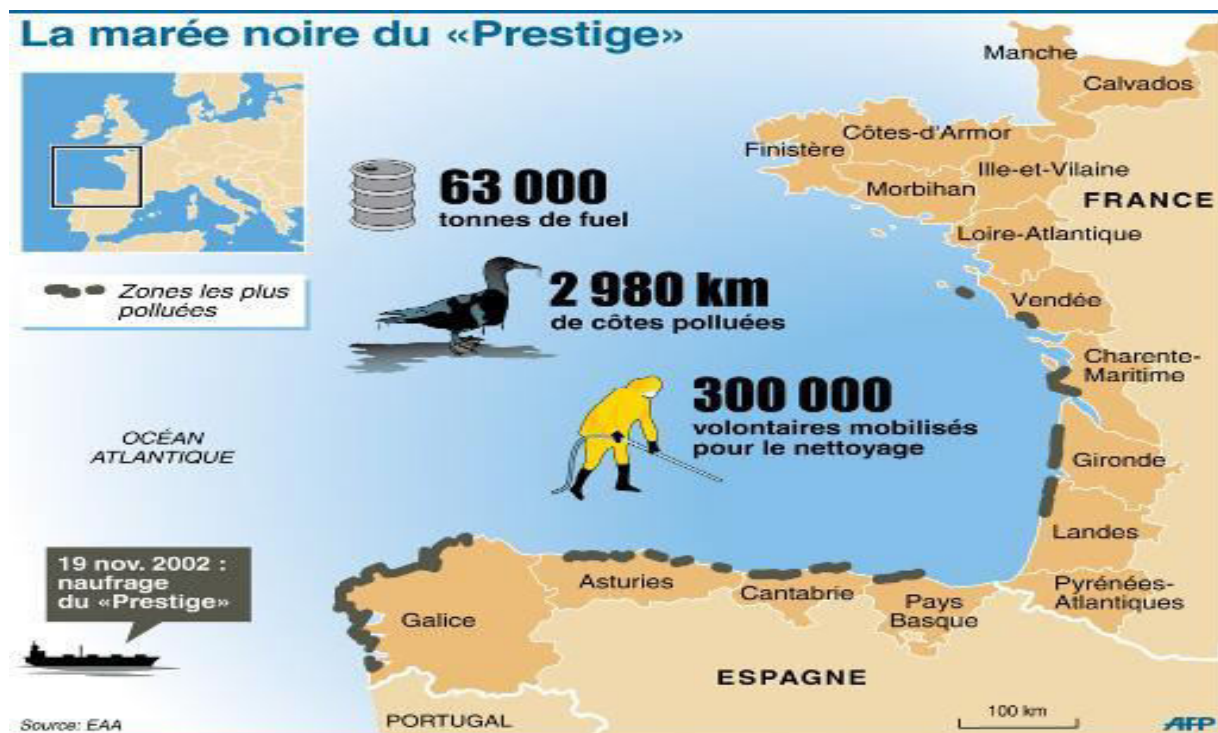 La marée noire du «Prestige»
Manche
Calvados
Côtes-d'Armor
Finistère
Ille-et-Vilaine
Morbihan
FRANCE
Loire-Atlantique
63 000
tonnes de fuel
2 980 km
de côtes polluées
Zones les plus
polluées
Vendée
Charente-
Maritime
300 000
volontaires mobilisés
pour le nettoyage
OCÉAN
ATLANTIQUE
Gironde
Landes
19 nov. 2002 :
naufrage
du «Prestige»
Asturies
Cantabrie
Pays
Basque
Pyrénées-
Atlantiques
Galice
ESPAGNE
PORTUGAL
100 km
Source: EAA
AFP